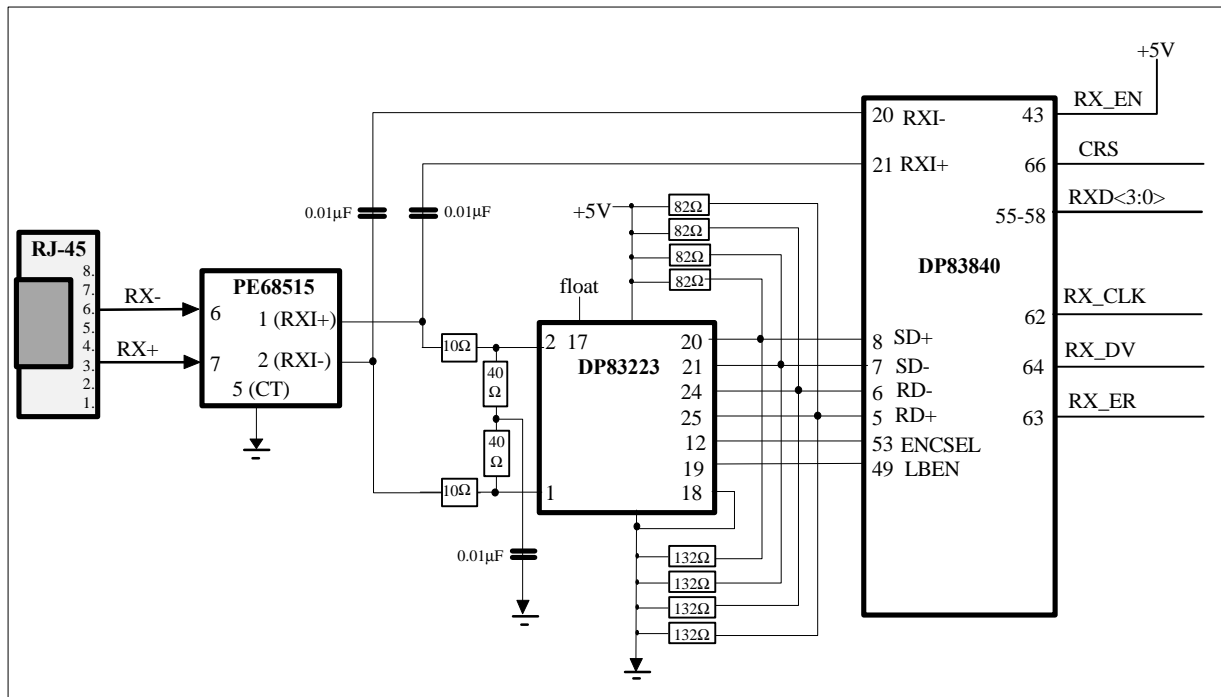 +5V
RX_EN
20 RXI-
43
CRS
21 RXI+
66
RXD<3:0>
55-58
0.01µF
0.01µF
+5V
82Ω
82Ω
82Ω
82Ω
DP83840
RJ-45
8.
7.
6.
5.
4.
3.
2.
1.
RX-
RX+
PE68515
6
7
1 (RXI+)
2 (RXI-)
5 (CT)
float
RX_CLK
62
10Ω
40
Ω
40
Ω
10Ω
2 17
DP83223
1
20
21
24
25
12
19
18
8 SD+
7 SD-
6 RD-
5 RD+
53 ENCSEL
49 LBEN
RX_DV
64
RX_ER
63
0.01µF
132Ω
132Ω
132Ω
132Ω